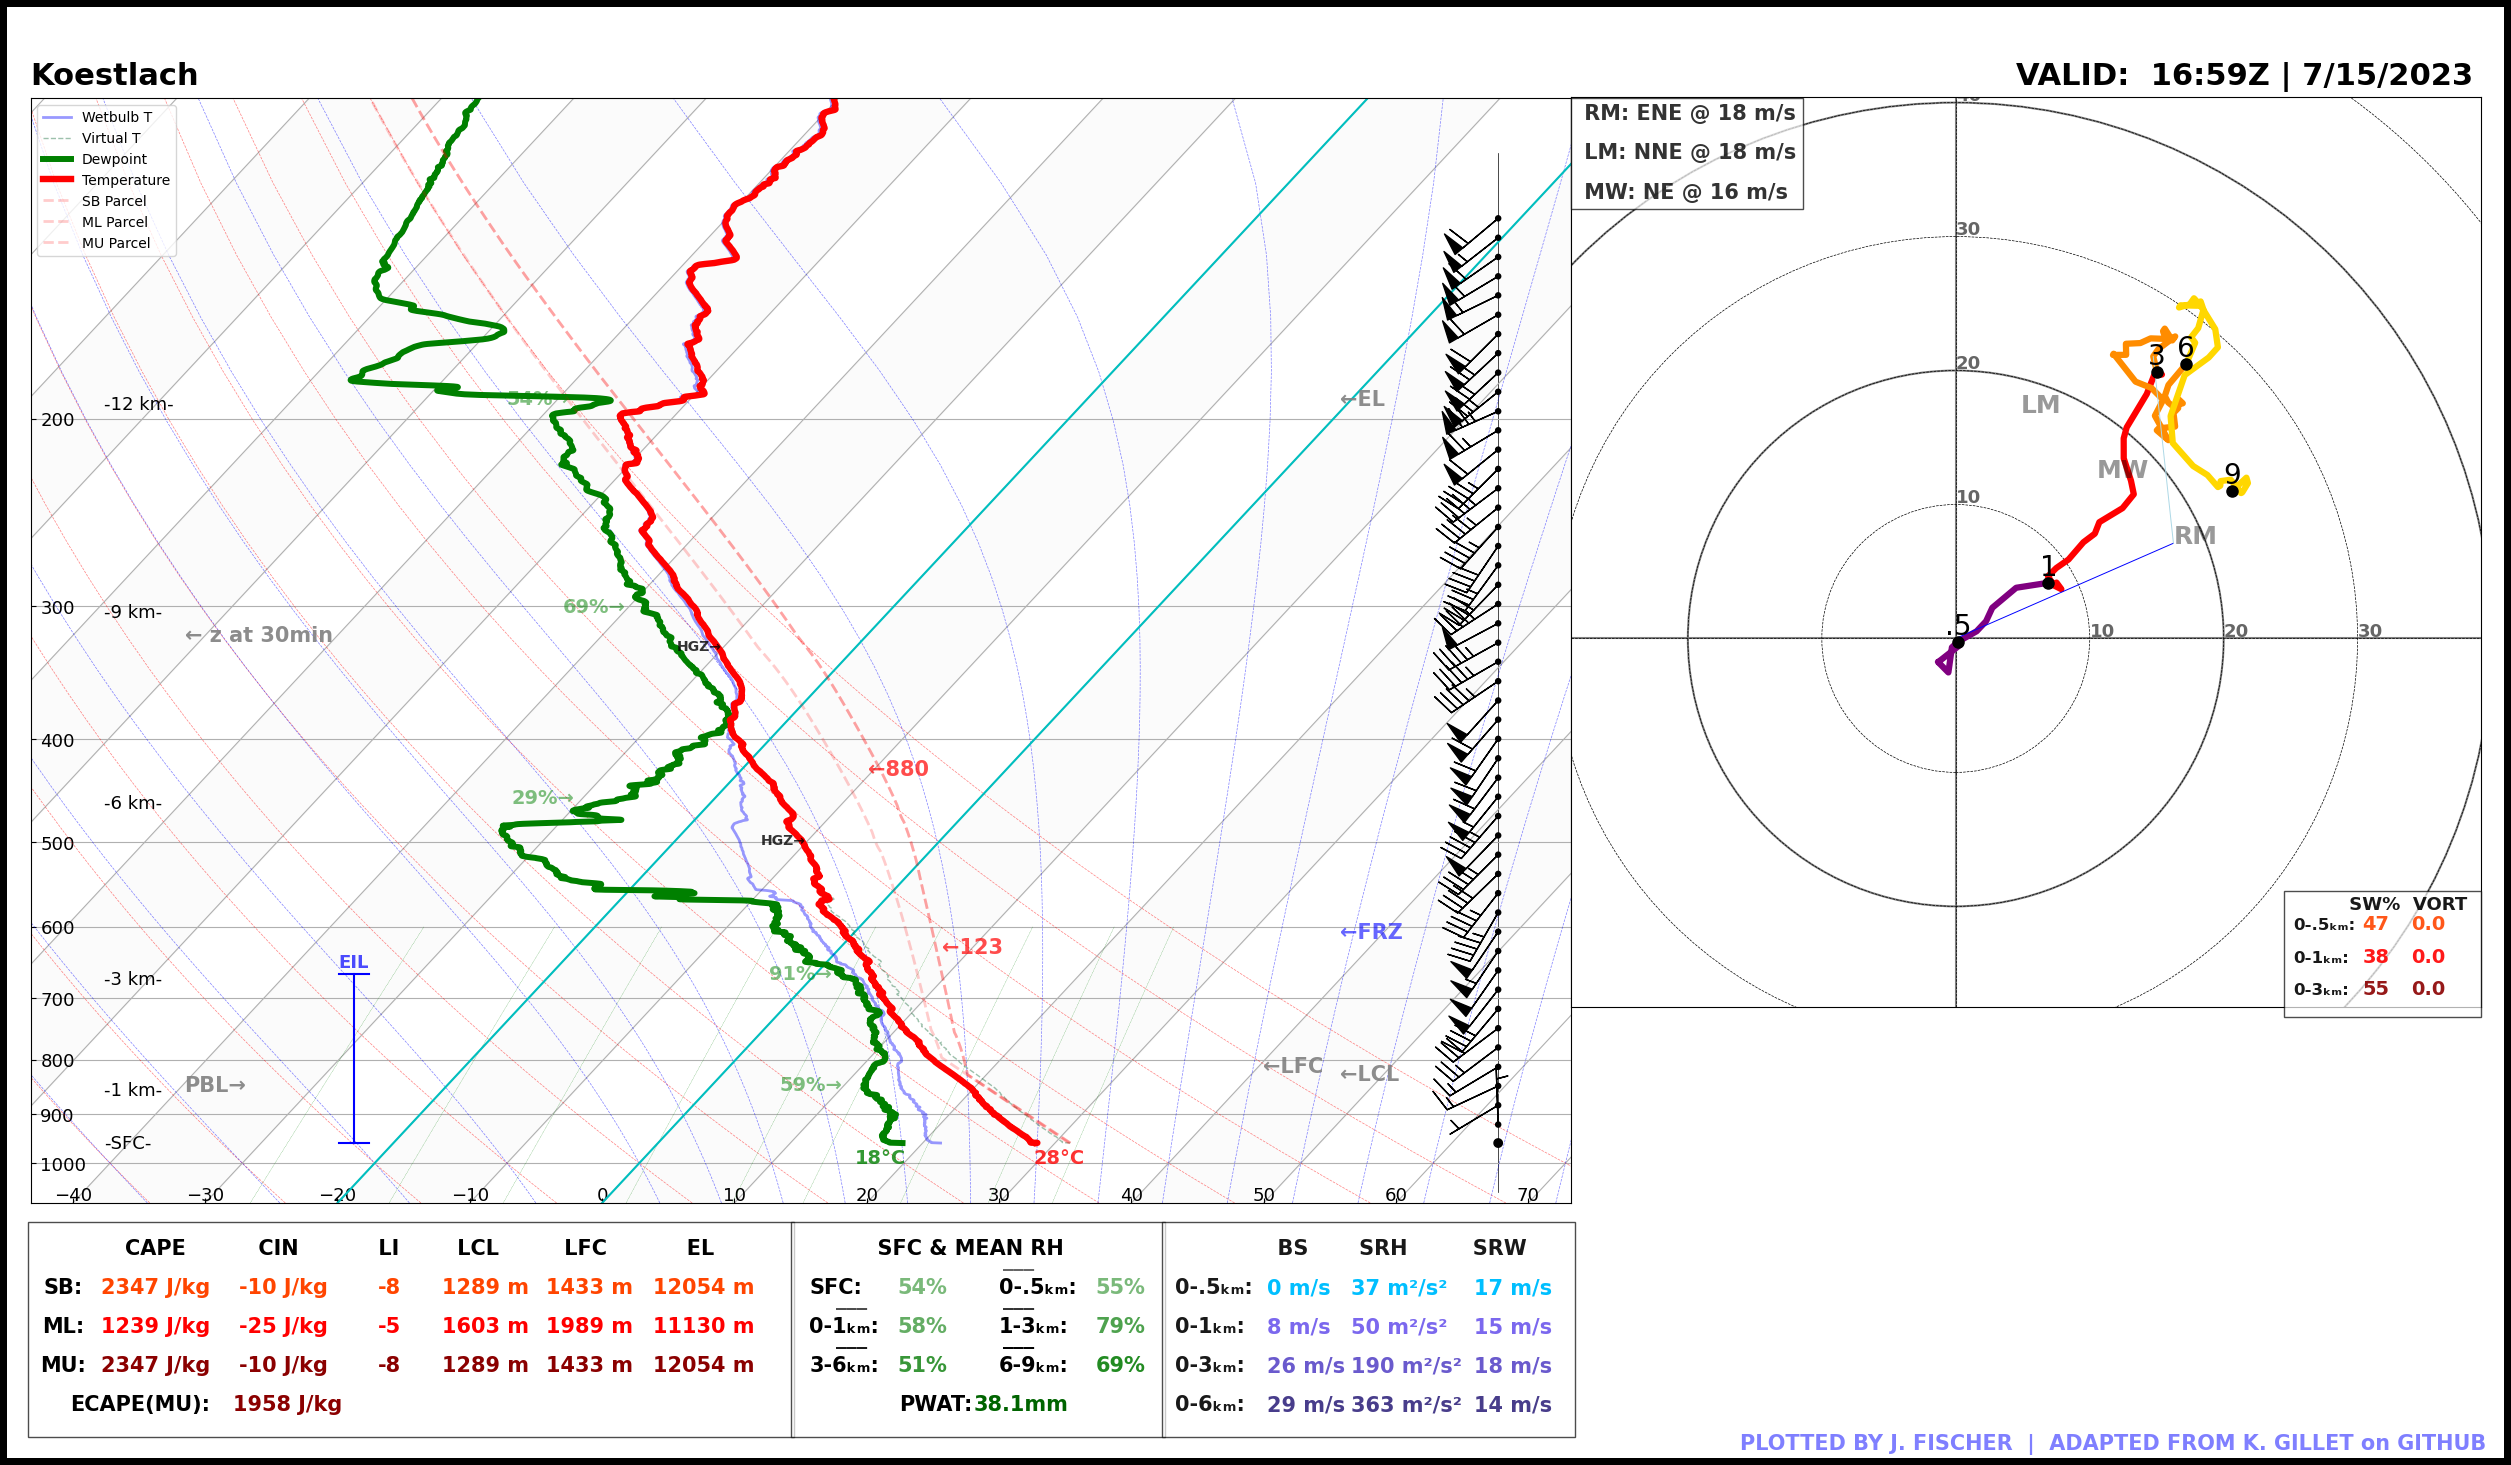 Koestlach
VALID:  16:59Z | 7/15/2023
Wetbulb T
Virtual T
Dewpoint
Temperature
SB Parcel
ML Parcel
MU Parcel
RM: ENE @ 18 m/s
LM: NNE @ 18 m/s
MW: NE @ 16 m/s
30
20
10
10
20
30
LM
MW
RM
.5
1
3
6
9
-12 km-
-9 km-
-6 km-
-3 km-
-1 km-
-SFC-
200
300
400
500
600
700
800
900
1000
54%→
69%→
29%→
91%→
59%→
← z at 30min
HGZ→
HGZ→
←880
←123
←EL
←FRZ
←LFC
←LCL
EIL
PBL→
18°C
28°C
−40 −30 −20 −10 0 10 20 30 40 50 60 70
SW% VORT
0-.5km: 47 0.0
0-1km: 38 0.0
0-3km: 55 0.0
CAPE CIN LI LCL LFC EL
SB: 2347 J/kg -10 J/kg -8 1289 m 1433 m 12054 m
ML: 1239 J/kg -25 J/kg -5 1603 m 1989 m 11130 m
MU: 2347 J/kg -10 J/kg -8 1289 m 1433 m 12054 m
ECAPE(MU): 1958 J/kg
SFC & MEAN RH
SFC: 54% 0-.5km: 55%
0-1km: 58% 1-3km: 79%
3-6km: 51% 6-9km: 69%
PWAT: 38.1mm
BS SRH SRW
0-.5km: 0 m/s 37 m²/s² 17 m/s
0-1km: 8 m/s 50 m²/s² 15 m/s
0-3km: 26 m/s 190 m²/s² 18 m/s
0-6km: 29 m/s 363 m²/s² 14 m/s
PLOTTED BY J. FISCHER | ADAPTED FROM K. GILLET on GITHUB